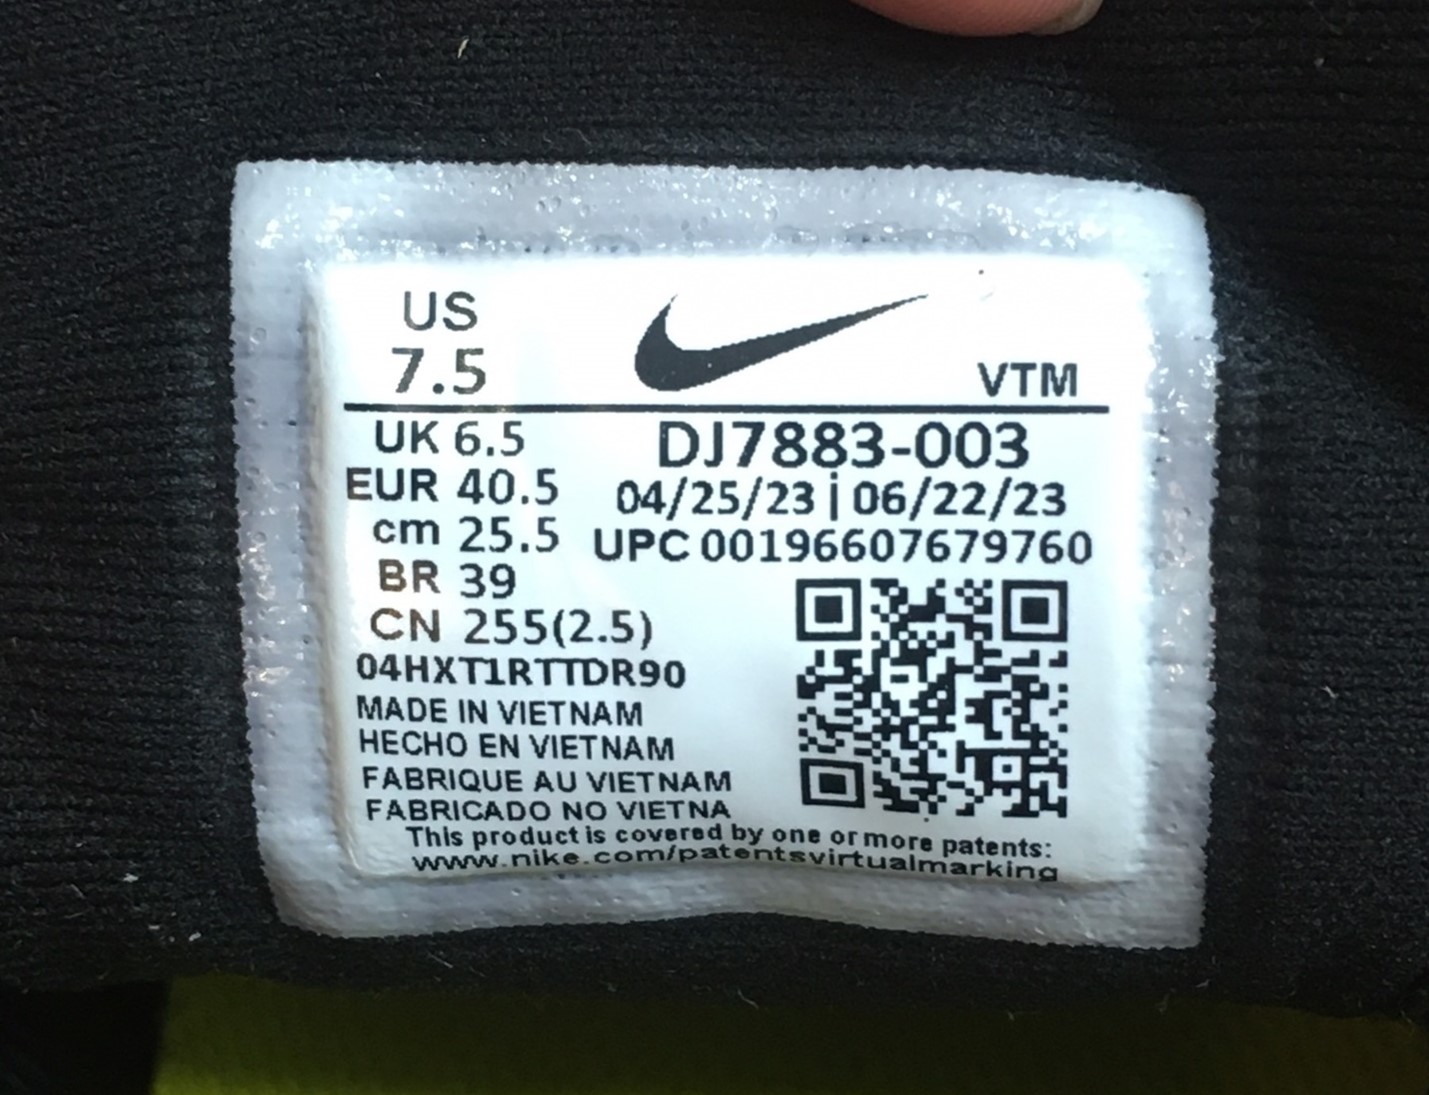 US
7.5
VTM
UK 6.5
EUR 40.5
cm 25.5
BR 39
CN 255(2.5)
DJ7883-003
04/25/23 | 06/22/23
UPC 00196607679760
04HXT1RTTDR90
MADE IN VIETNAM
HECHO EN VIETNAM
FABRIQUE AU VIETNAM
FABRICADO NO VIETNA
This product is covered by one or more patents:
www.nike.com/patentsvirtualmarking